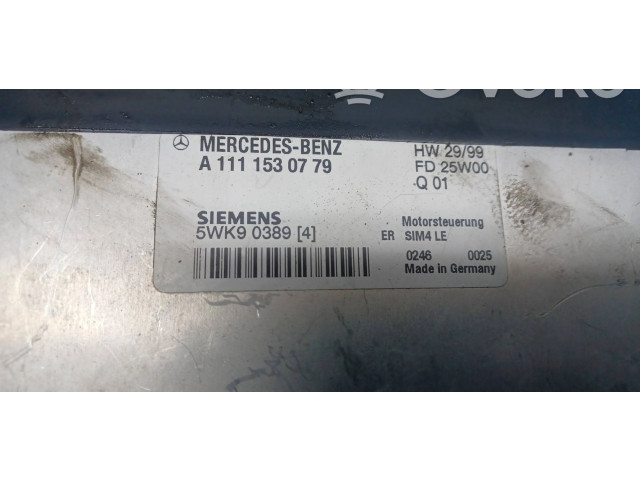 MERCEDES-BENZ
A 111 153 07 79
HW 29/99
FD 25W00
Q 01
SIEMENS
5WK9 0389 [4]
Motorsteuerung
ER SIM4 LE
0246 0025
Made in Germany